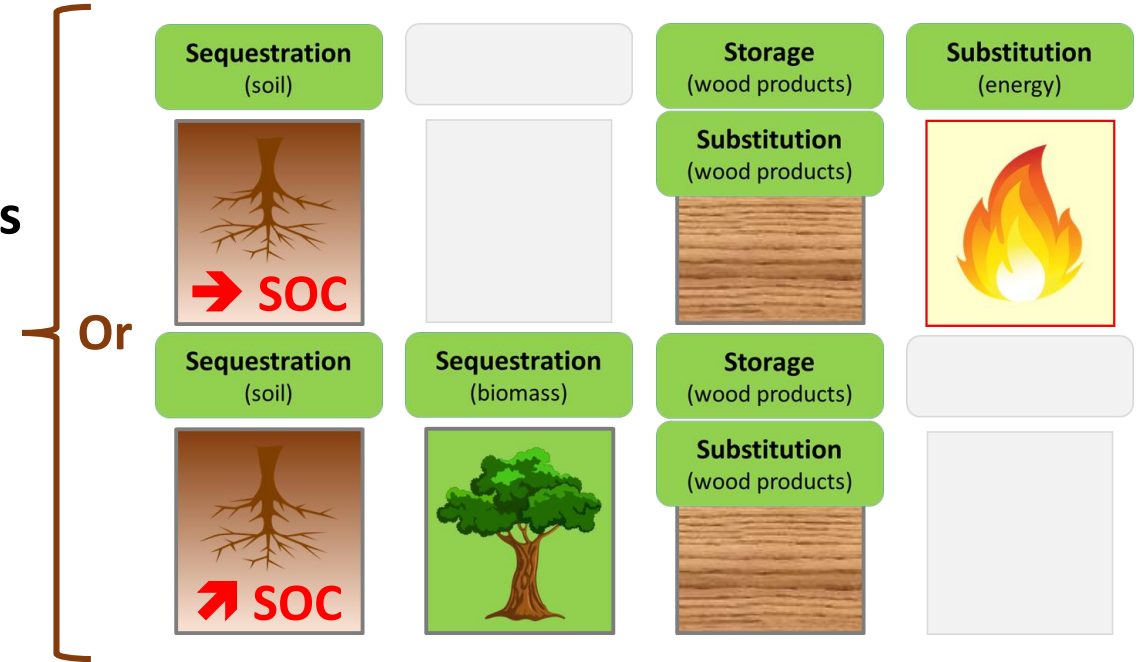 Sequestration
(soil)
Storage
(wood products)
Substitution
(energy)
Substitution
(wood products)
s
→ SOC
Or
Sequestration
(soil)
Sequestration
(biomass)
Storage
(wood products)
Substitution
(wood products)
↗ SOC